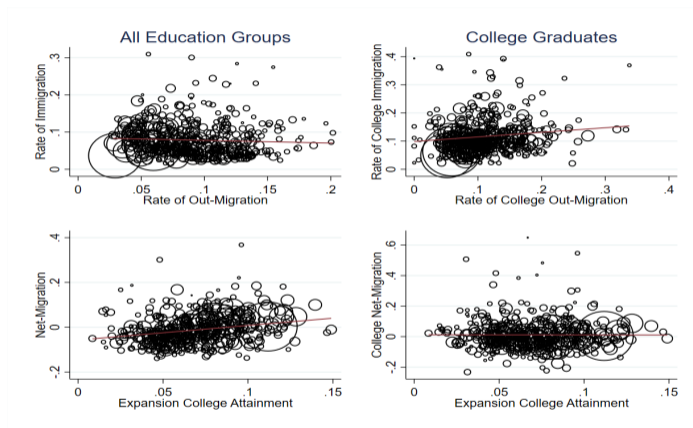 All Education Groups
College Graduates
Rate of Immigration
0 .1 .2 .3
0 .05 .1 .15 .2
Rate of Out-Migration
Rate of College Immigration
0 .1 .2 .3 .4
0 .1 .2 .3 .4
Rate of College Out-Migration
Net-Migration
-.2 0 .2 .4
0 .05 .1 .15
Expansion College Attainment
College Net-Migration
-.2 0 .2 .4 .6
0 .05 .1 .15
Expansion College Attainment